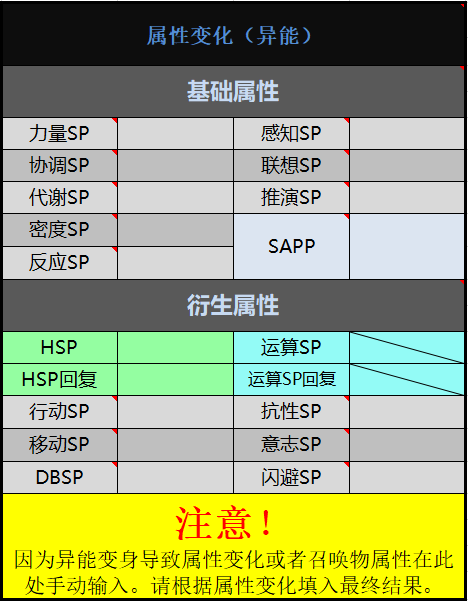 属性变化（异能）
基础属性
力量SP 感知SP
协调SP 联想SP
代谢SP 推演SP
密度SP SAPP
反应SP
衍生属性
HSP 运算SP
HSP回复 运算SP回复
行动SP 抗性SP
移动SP 意志SP
DBSP 闪避SP
注意！
因为异能变身导致属性变化或者召唤物属性在此
处手动输入。请根据属性变化填入最终结果。